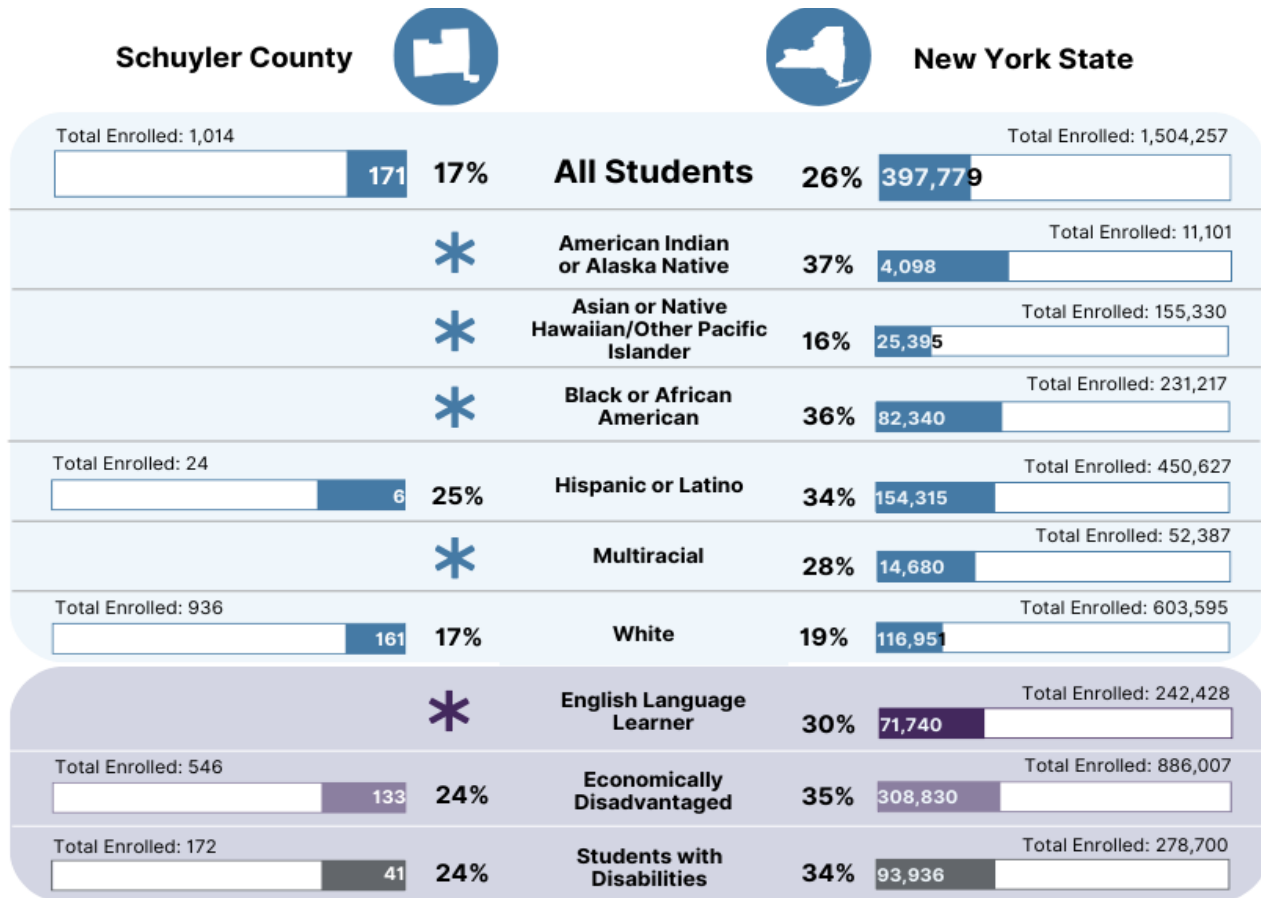 Schuyler County
New York State
Total Enrolled: 1,014
171
17%
All Students
Total Enrolled: 1,504,257
26%
397,779
*
American Indian
or Alaska Native
Total Enrolled: 11,101
37%
4,098
*
Asian or Native
Hawaiian/Other Pacific
Islander
Total Enrolled: 155,330
16%
25,395
*
Black or African
American
Total Enrolled: 231,217
36%
82,340
Total Enrolled: 24
6
25%
Hispanic or Latino
Total Enrolled: 450,627
34%
154,315
*
Multiracial
Total Enrolled: 52,387
28%
14,680
Total Enrolled: 936
161
17%
White
Total Enrolled: 603,595
19%
116,951
*
English Language
Learner
Total Enrolled: 242,428
30%
71,740
Total Enrolled: 546
133
24%
Economically
Disadvantaged
Total Enrolled: 886,007
35%
308,830
Total Enrolled: 172
41
24%
Students with
Disabilities
Total Enrolled: 278,700
34%
93,936